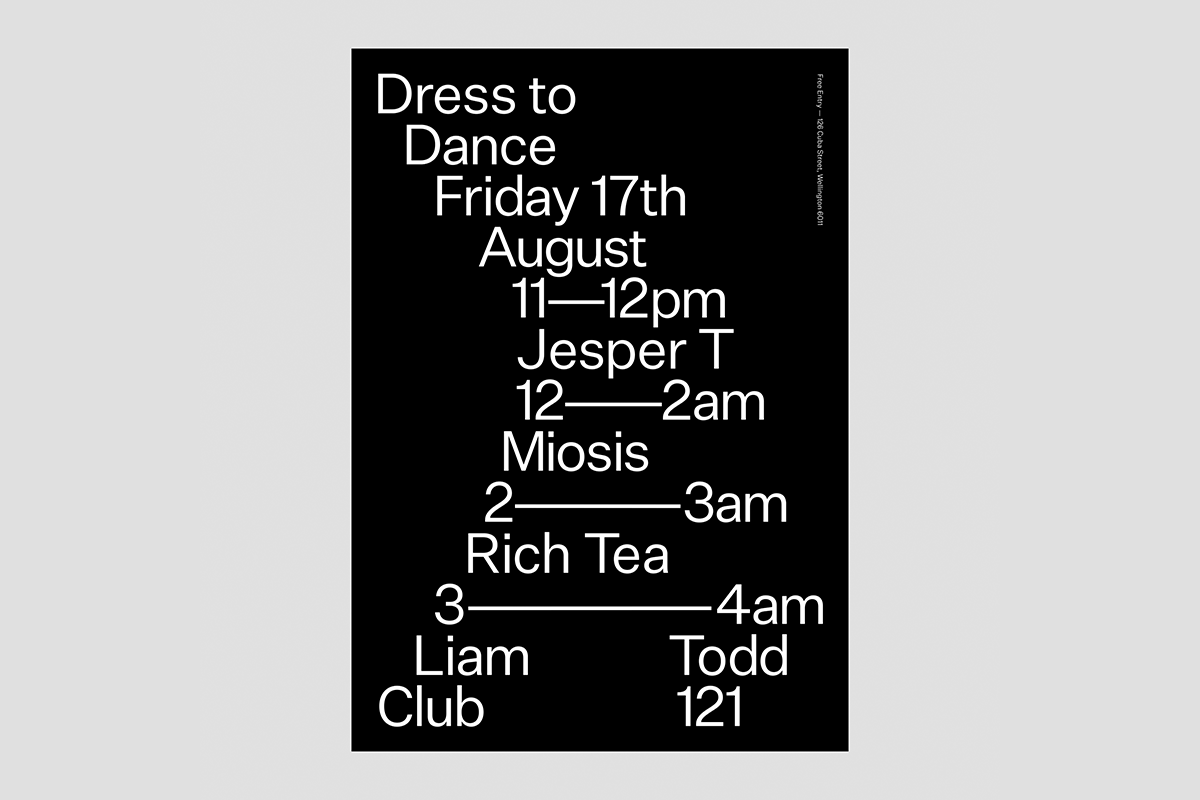 Dress to
Dance
Friday 17th
August
11—12pm
Jesper T
12——2am
Miosis
2———3am
Rich Tea
3————4am
Liam Todd
Club 121
Free Entry — 126 Cuba Street, Wellington 6011